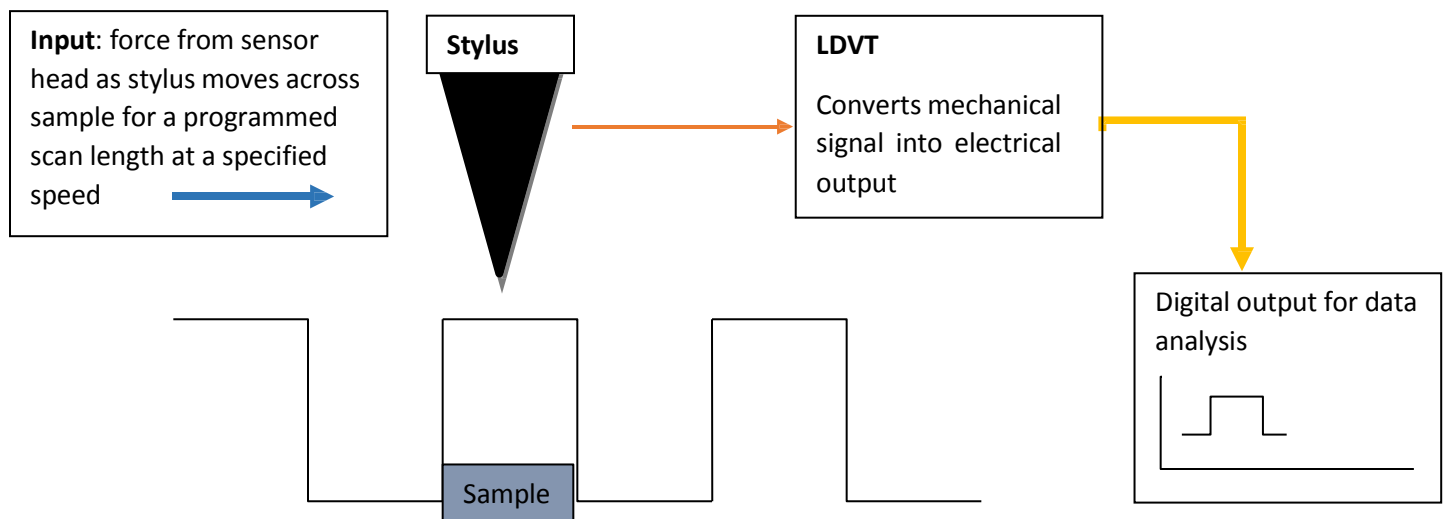 Input: force from sensor
head as stylus moves across
sample for a programmed
scan length at a specified
speed
Stylus
LDVT
Converts mechanical
signal into electrical
output
Digital output for data
analysis
Sample